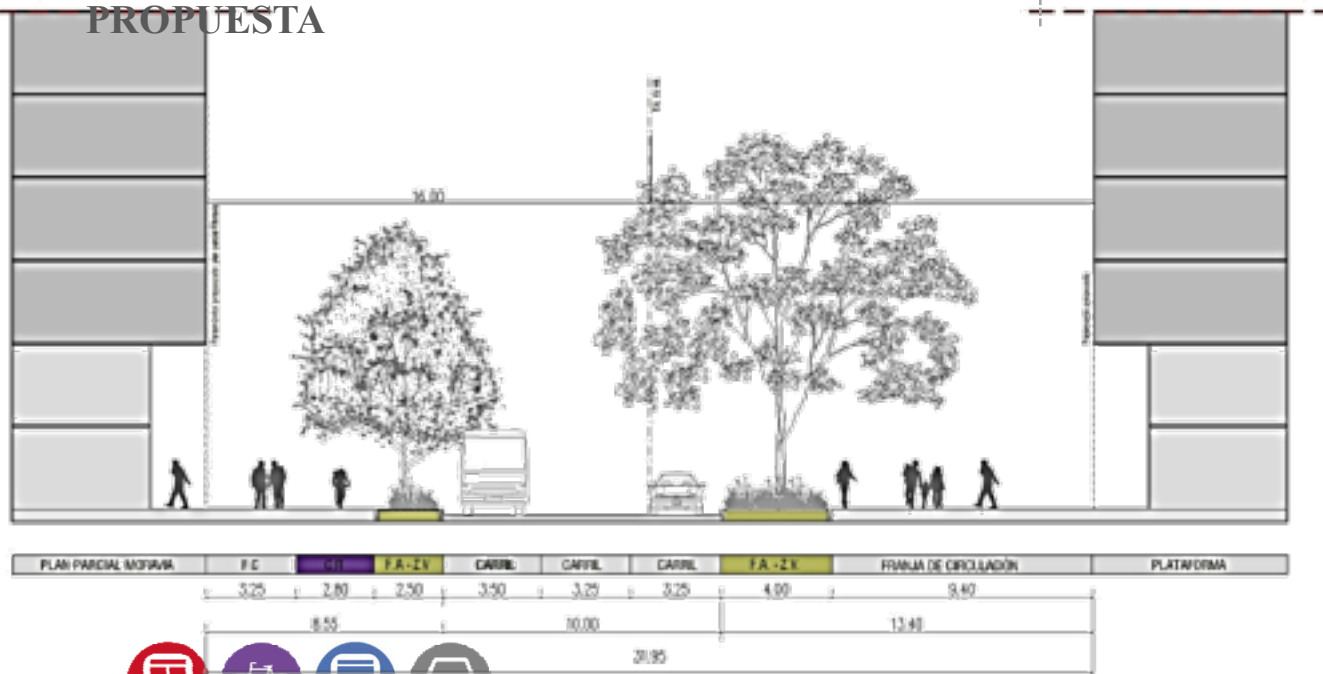 PROPUESTA
16.00
PLAN PARCIAL MORAVIA F.C F.A-Z.V CARRIL CARRIL CARRIL F.A-Z.V FRANJA DE CIRCULACIÓN PLATAFORMA
3.25 2.80 2.50 3.50 3.25 3.25 4.00 9.40
8.55 10.00 13.40
31.95